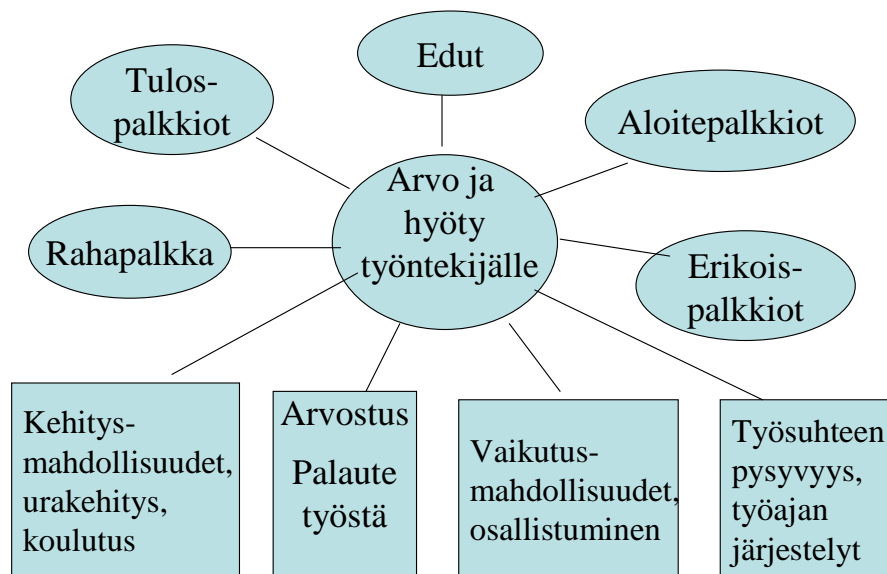 Edut
Tulos-
palkkiot
Aloitepalkkiot
Arvo ja
hyöty
työntekijälle
Rahapalkka
Erikois-
palkkiot
Kehitys-
mahdollisuudet,
urakehitys,
koulutus
Arvostus
Palaute
työstä
Vaikutus-
mahdollisuudet,
osallistuminen
Työsuhteen
pysyvyys,
työajan
järjestelyt